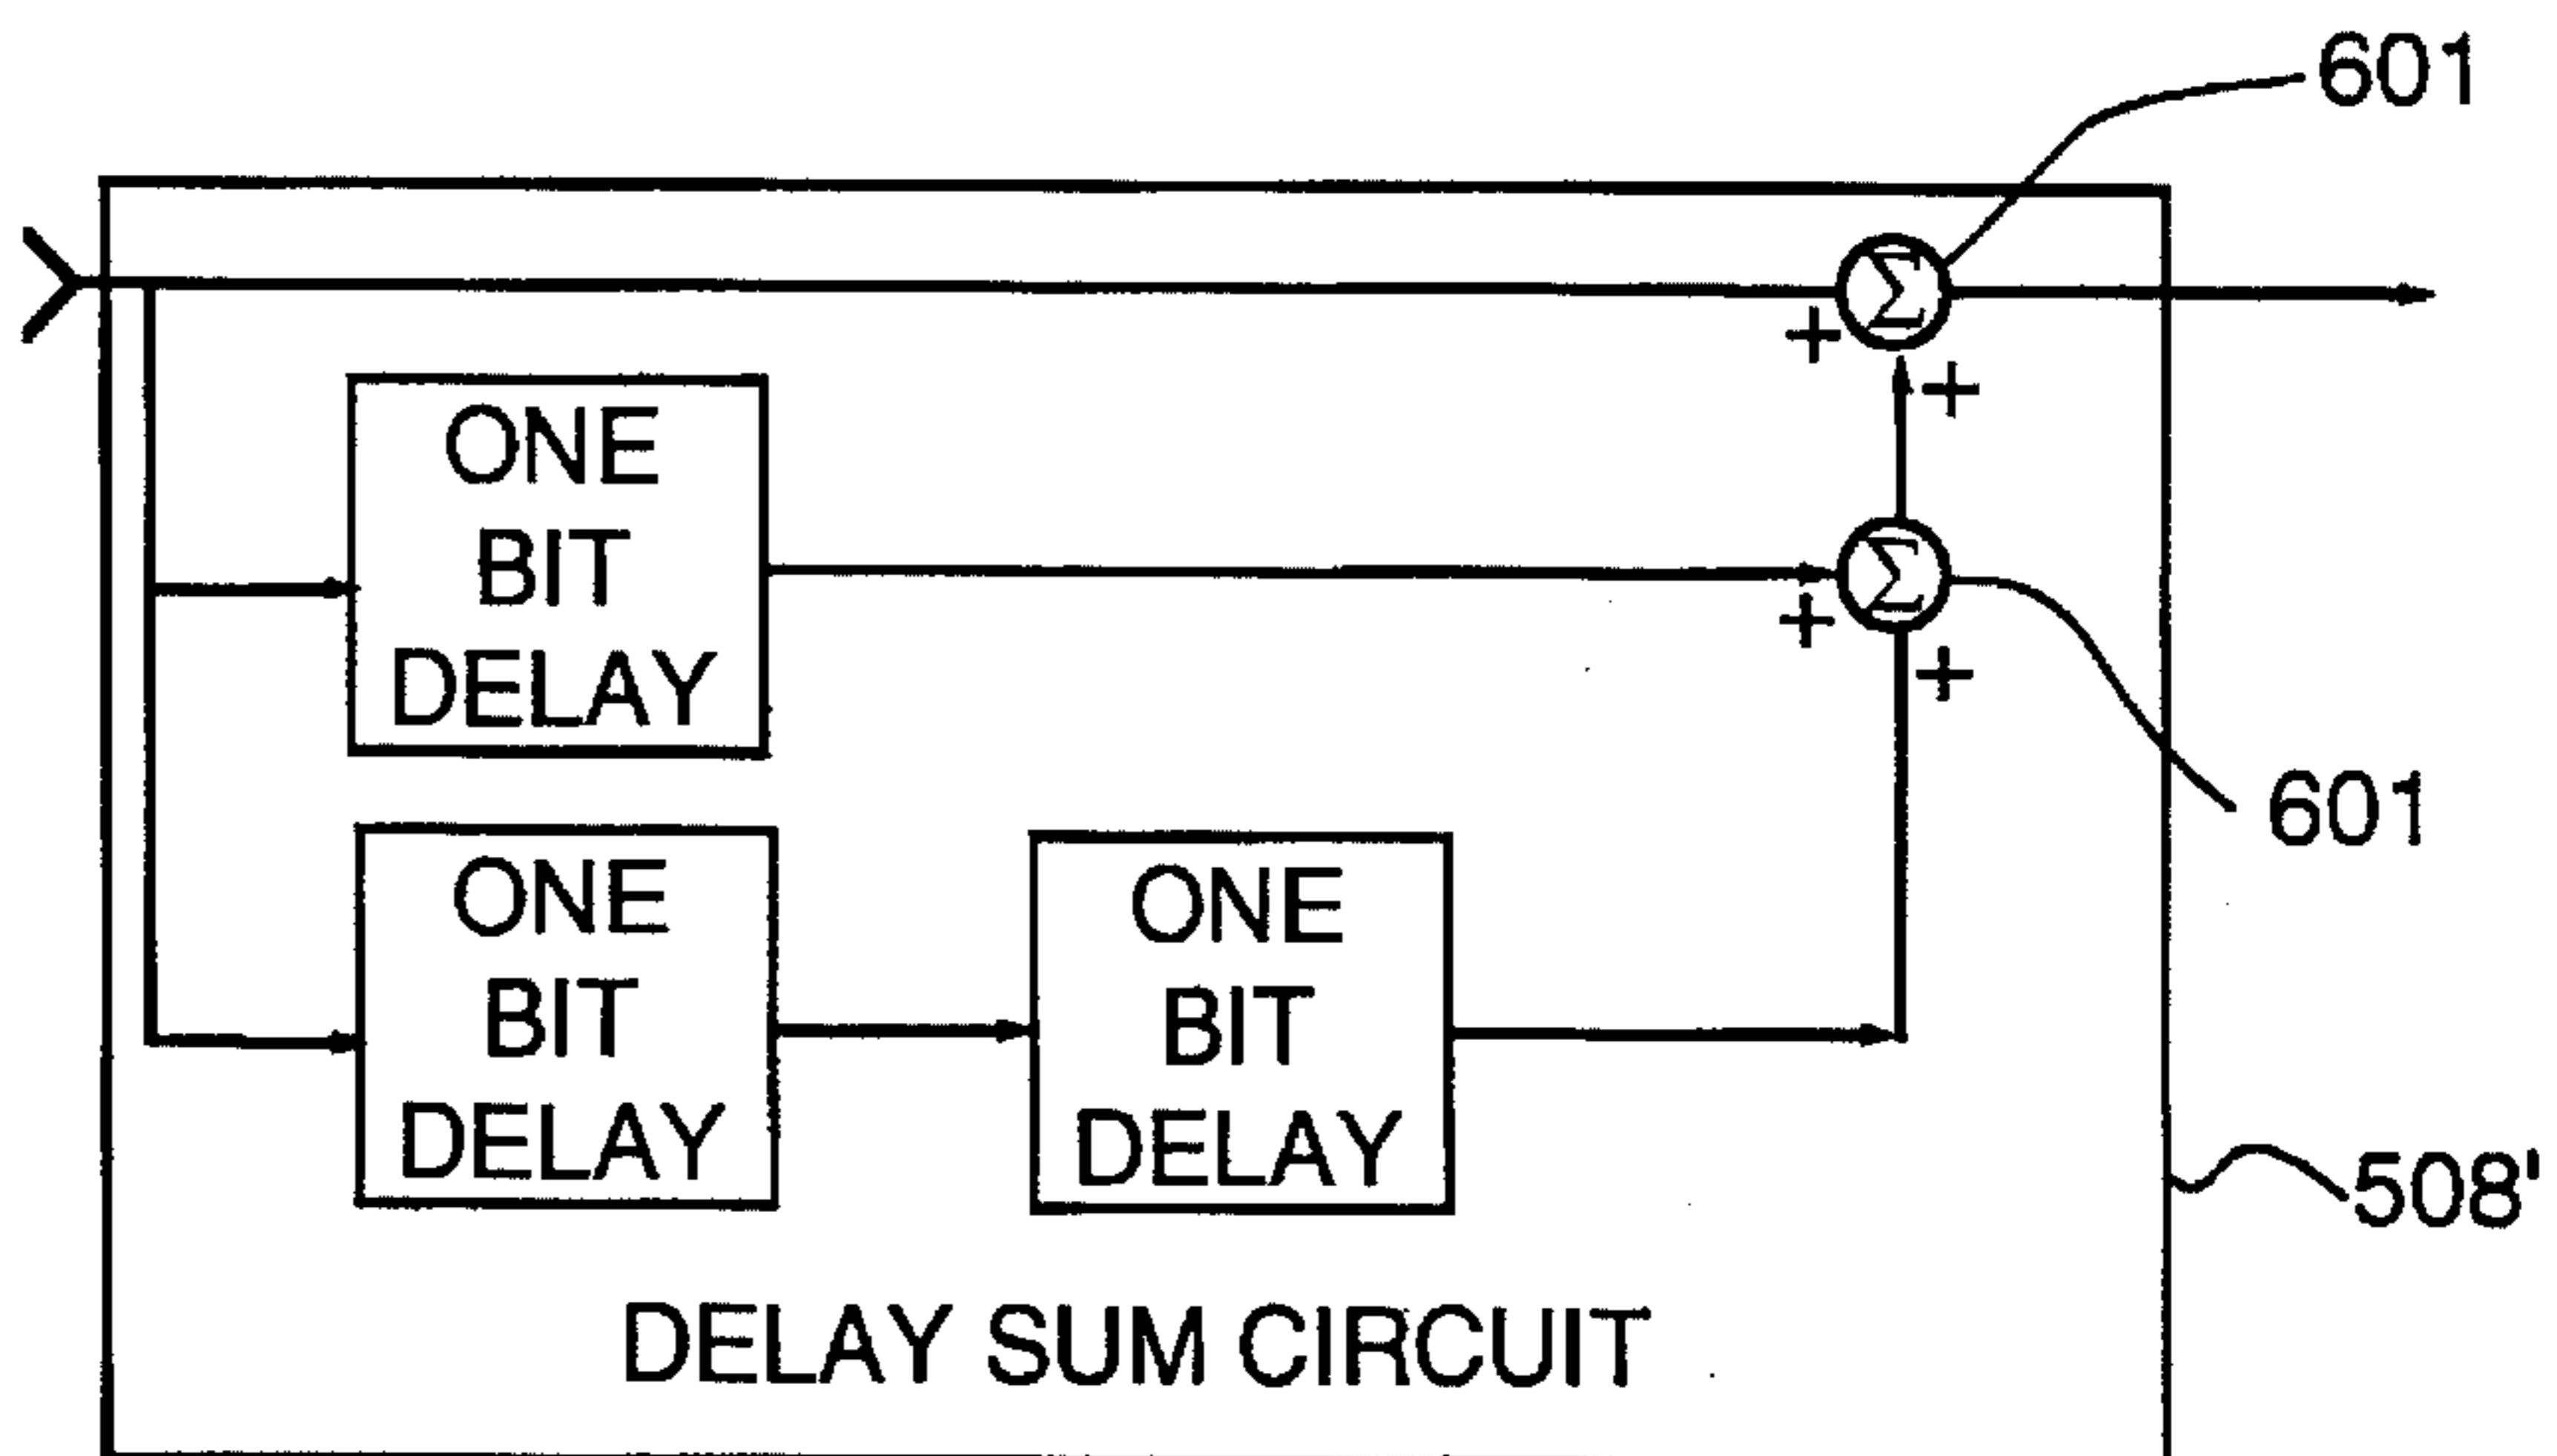 601
Σ
+
+
ONE
BIT
DELAY
Σ
+
+
601
ONE
BIT
DELAY
ONE
BIT
DELAY
508'
DELAY SUM CIRCUIT